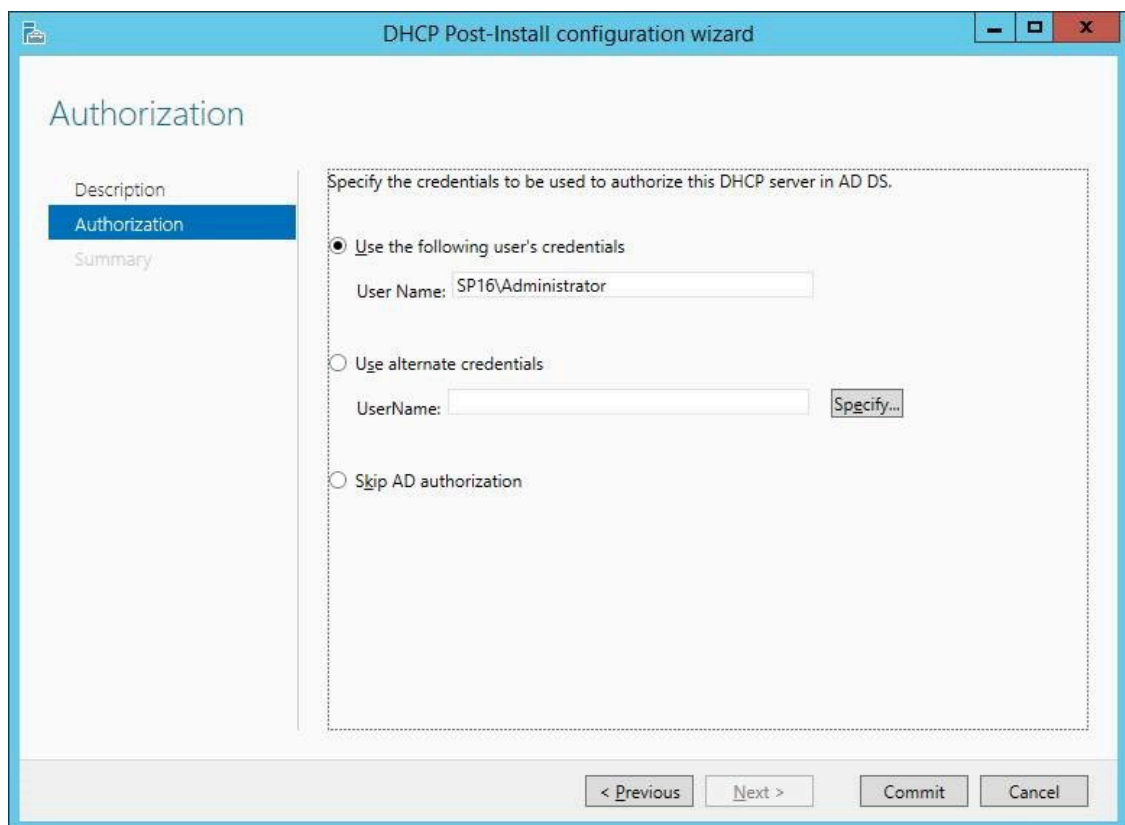 DHCP Post-Install configuration wizard
Authorization
Description
Authorization
Summary
Specify the credentials to be used to authorize this DHCP server in AD DS.
Use the following user's credentials
User Name: SP16\Administrator
Use alternate credentials
UserName:
Specify...
Skip AD authorization
< Previous
Next >
Commit
Cancel